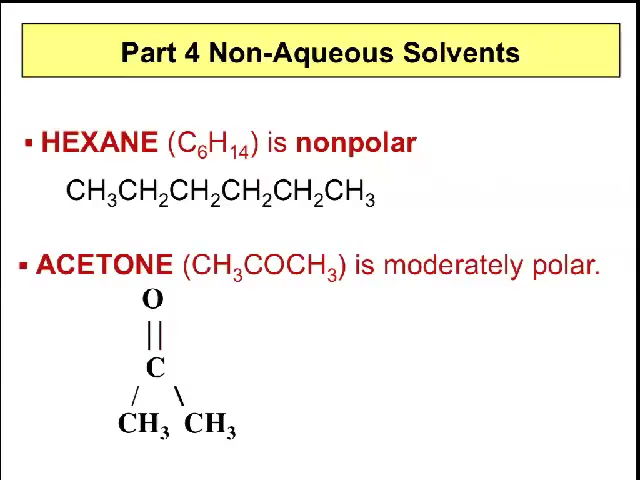 Part 4 Non-Aqueous Solvents
▪ HEXANE (C₆H₁₄) is nonpolar
CH₃CH₂CH₂CH₂CH₂CH₃
▪ ACETONE (CH₃COCH₃) is moderately polar.
O
||
C
/ \
CH₃ CH₃